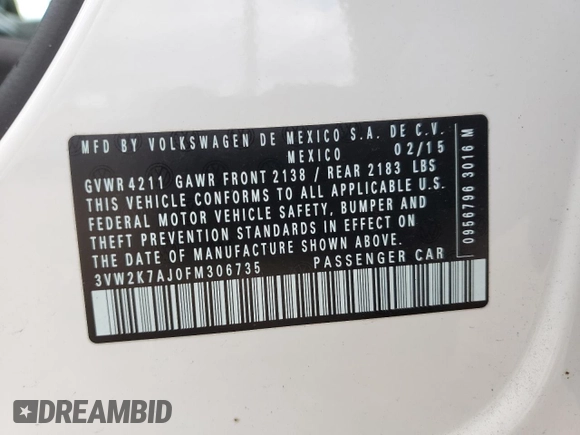 MFD BY VOLKSWAGEN DE MEXICO S.A. DE C.V.
MEXICO 02/15
GVWR 4211 GAWR FRONT 2138 / REAR 2183 LBS
THIS VEHICLE CONFORMS TO ALL APPLICABLE U.S.
FEDERAL MOTOR VEHICLE SAFETY, BUMPER AND
THEFT PREVENTION STANDARDS IN EFFECT ON
THE DATE OF MANUFACTURE SHOWN ABOVE.
3VW2K7AJ0FM306735 PASSENGER CAR
0956796 3016 M
DREAMBID